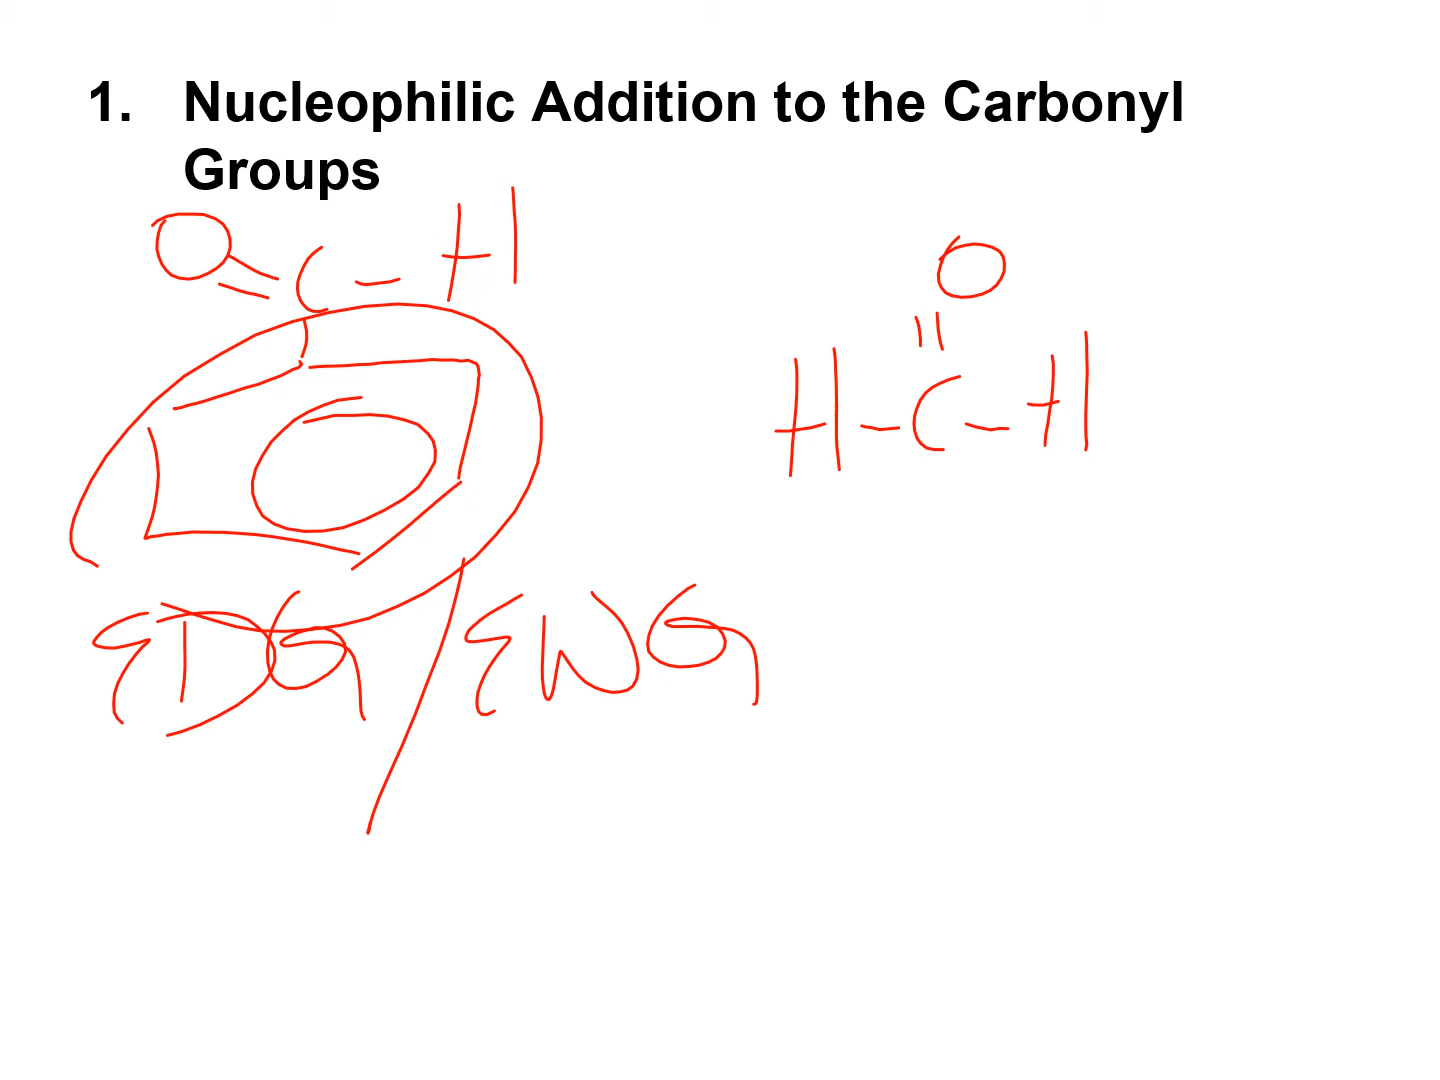 1. Nucleophilic Addition to the Carbonyl
Groups
O=C-H
O
||
H-C-H
EDG/EWG